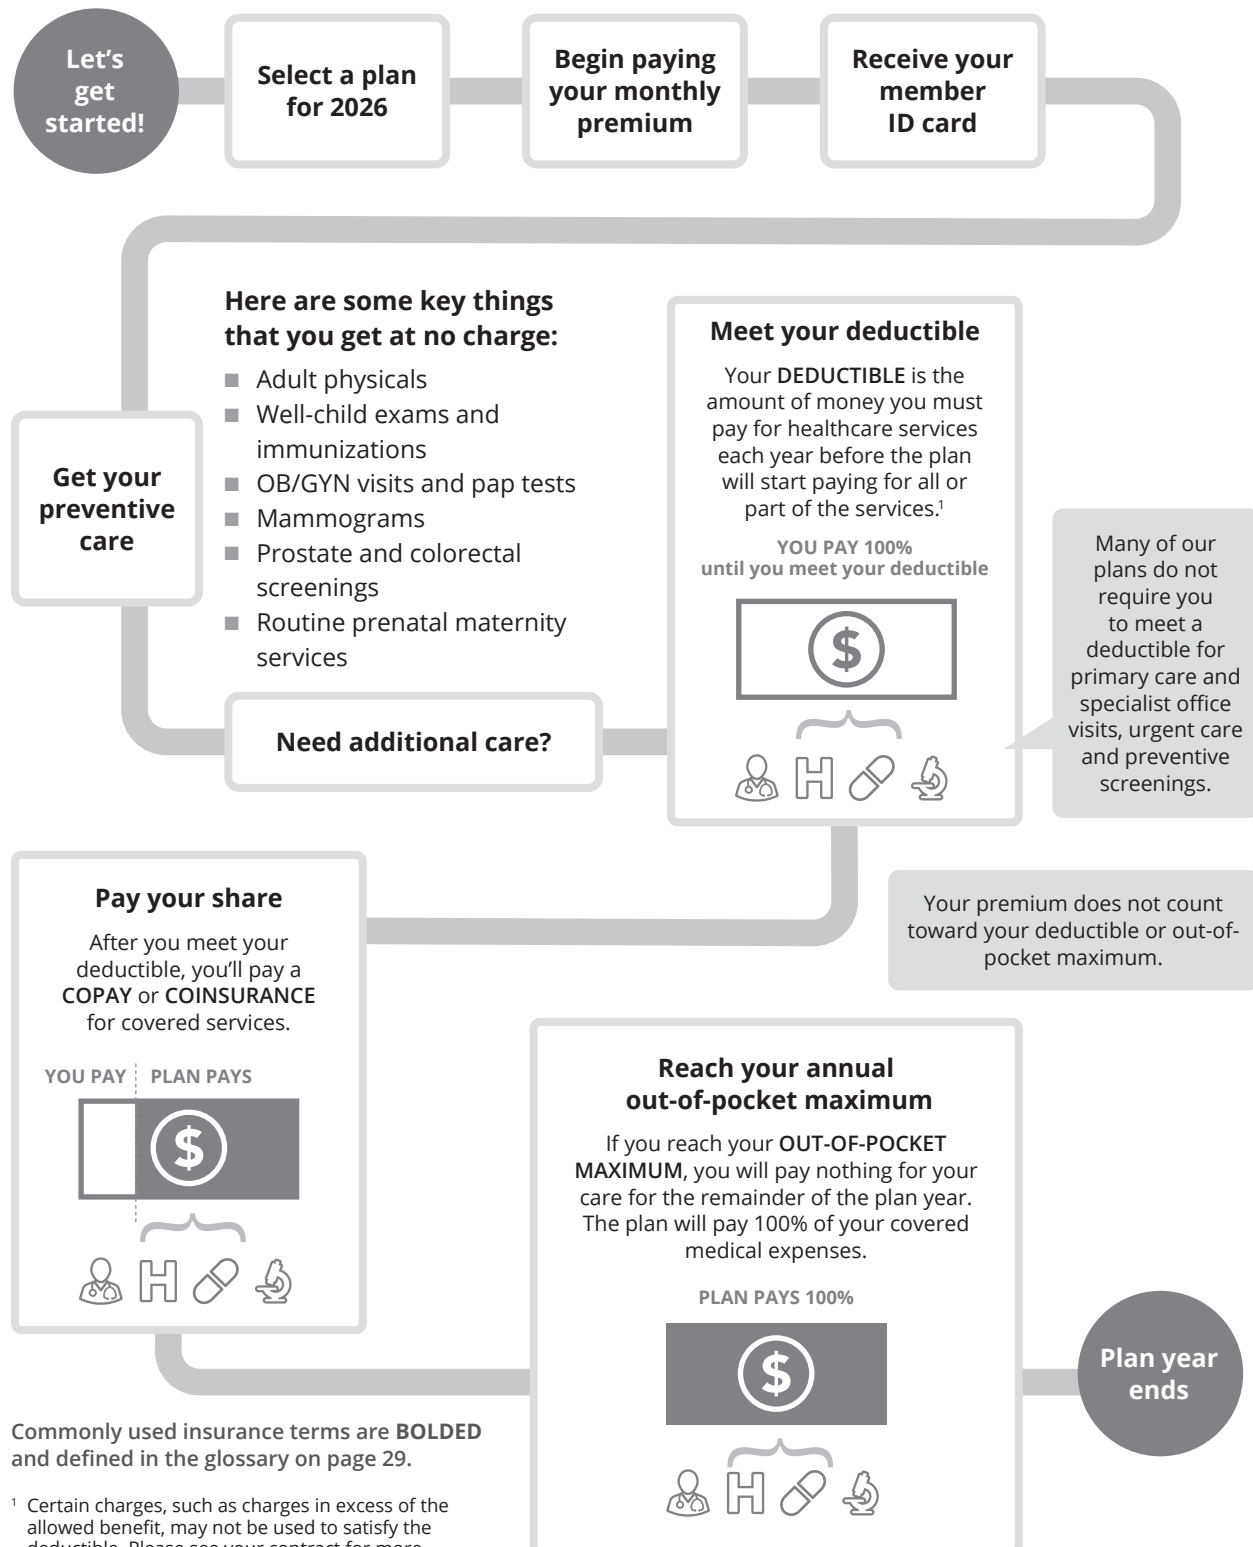 Let's
get
started!
Select a plan
for 2026
Begin paying
your monthly
premium
Receive your
member
ID card
Get your
preventive
care
Here are some key things
that you get at no charge:
■ Adult physicals
■ Well-child exams and
immunizations
■ OB/GYN visits and pap tests
■ Mammograms
■ Prostate and colorectal
screenings
■ Routine prenatal maternity
services
Need additional care?
Meet your deductible
Your DEDUCTIBLE is the
amount of money you must
pay for healthcare services
each year before the plan
will start paying for all or
part of the services.¹
YOU PAY 100%
until you meet your deductible
$
H
Many of our
plans do not
require you
to meet a
deductible for
primary care and
specialist office
visits, urgent care
and preventive
screenings.
Your premium does not count
toward your deductible or out-of-
pocket maximum.
Pay your share
After you meet your
deductible, you'll pay a
COPAY or COINSURANCE
for covered services.
YOU PAY PLAN PAYS
$
H
Reach your annual
out-of-pocket maximum
If you reach your OUT-OF-POCKET
MAXIMUM, you will pay nothing for your
care for the remainder of the plan year.
The plan will pay 100% of your covered
medical expenses.
PLAN PAYS 100%
$
H
Plan year
ends
Commonly used insurance terms are BOLDED
and defined in the glossary on page 29.
¹ Certain charges, such as charges in excess of the
allowed benefit, may not be used to satisfy the
deductible. Please see your contract for more